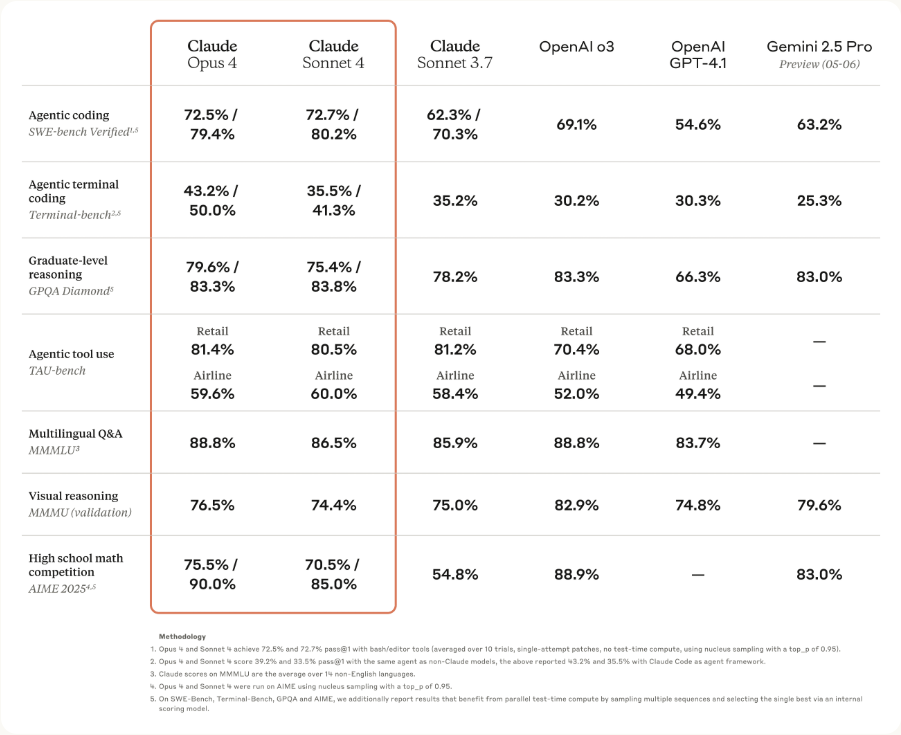 Claude Opus 4
Claude Sonnet 4
Claude Sonnet 3.7
OpenAI o3
OpenAI GPT-4.1
Gemini 2.5 Pro
Preview (05-06)
Agentic coding
SWE-bench Verified¹,⁵
72.5% / 79.4%
72.7% / 80.2%
62.3% / 70.3%
69.1%
54.6%
63.2%
Agentic terminal coding
Terminal-bench²,⁵
43.2% / 50.0%
35.5% / 41.3%
35.2%
30.2%
30.3%
25.3%
Graduate-level reasoning
GPQA Diamond⁵
79.6% / 83.3%
75.4% / 83.8%
78.2%
83.3%
66.3%
83.0%
Agentic tool use
TAU-bench
Retail 81.4%
Retail 80.5%
Retail 81.2%
Retail 70.4%
Retail 68.0%
—
Airline 59.6%
Airline 60.0%
Airline 58.4%
Airline 52.0%
Airline 49.4%
—
Multilingual Q&A
MMMLU³
88.8%
86.5%
85.9%
88.8%
83.7%
—
Visual reasoning
MMMU (validation)
76.5%
74.4%
75.0%
82.9%
74.8%
79.6%
High school math competition
AIME 2025⁴,⁵
75.5% / 90.0%
70.5% / 85.0%
54.8%
88.9%
—
83.0%
Methodology
1. Opus 4 and Sonnet 4 achieve 72.5% and 72.7% pass@1 with bash/editor tools (averaged over 10 trials, single-attempt patches, no test-time compute, using nucleus sampling with a top_p of 0.95).
2. Opus 4 and Sonnet 4 score 39.2% and 33.5% pass@1 with the same agent as non-Claude models, the above reported 43.2% and 35.5% with Claude Code as agent framework.
3. Claude scores on MMMLU are the average over 14 non-English languages.
4. Opus 4 and Sonnet 4 were run on AIME using nucleus sampling with a top_p of 0.95.
5. On SWE-Bench, Terminal-Bench, GPQA and AIME, we additionally report results that benefit from parallel test-time compute by sampling multiple sequences and selecting the single best via an internal
scoring model.